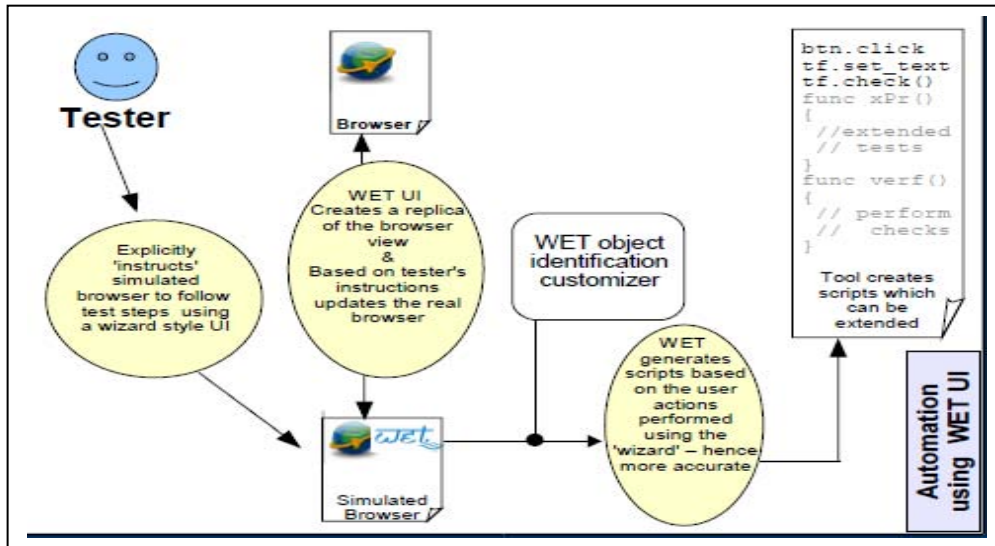 Tester
Explicitly
'instructs'
simulated
browser to follow
test steps using
a wizard style UI
Browser
WET UI
Creates a replica
of the browser
view
&
Based on tester's
instructions
updates the real
browser
wet
Simulated
Browser
WET object
identification
customizer
WET
generates
scripts based
on the user
actions
performed
using the
'wizard' – hence
more accurate
btn.click
tf.set_text
tf.check()
func xPr()
{
//extended
// tests
}
func verf()
{
// perform
// checks
}
Tool creates
scripts which
can be
extended
Automation
using WET UI